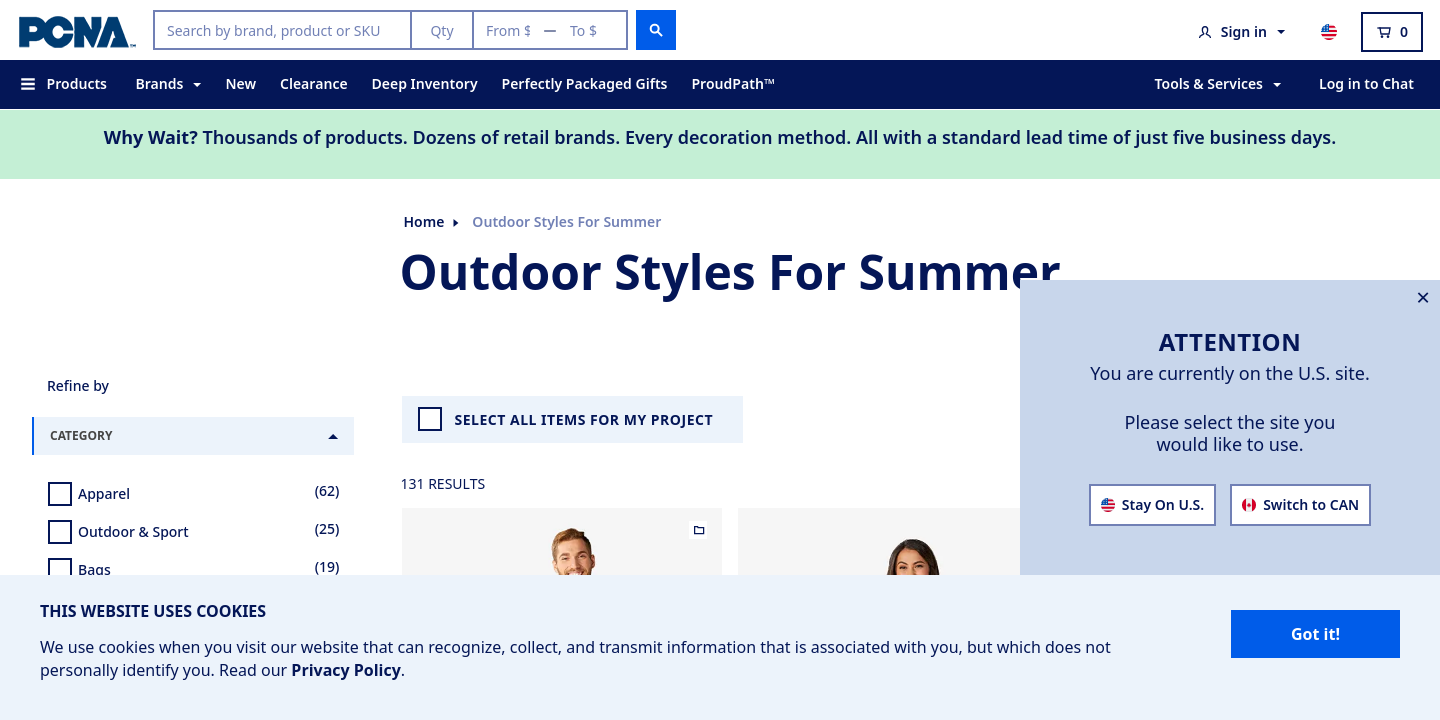 PCNA™
Search by brand, product or SKU
Qty
From $
To $
Sign in
0
Products
Brands
New
Clearance
Deep Inventory
Perfectly Packaged Gifts
ProudPath™
Tools & Services
Log in to Chat
Why Wait? Thousands of products. Dozens of retail brands. Every decoration method. All with a standard lead time of just five business days.
Home
Outdoor Styles For Summer
Outdoor Styles For Summer
Refine by
CATEGORY
Apparel (62)
Outdoor & Sport (25)
Bags (19)
SELECT ALL ITEMS FOR MY PROJECT
131 RESULTS
ATTENTION
You are currently on the U.S. site.
Please select the site you
would like to use.
Stay On U.S.
Switch to CAN
THIS WEBSITE USES COOKIES
We use cookies when you visit our website that can recognize, collect, and transmit information that is associated with you, but which does not
personally identify you. Read our Privacy Policy.
Got it!